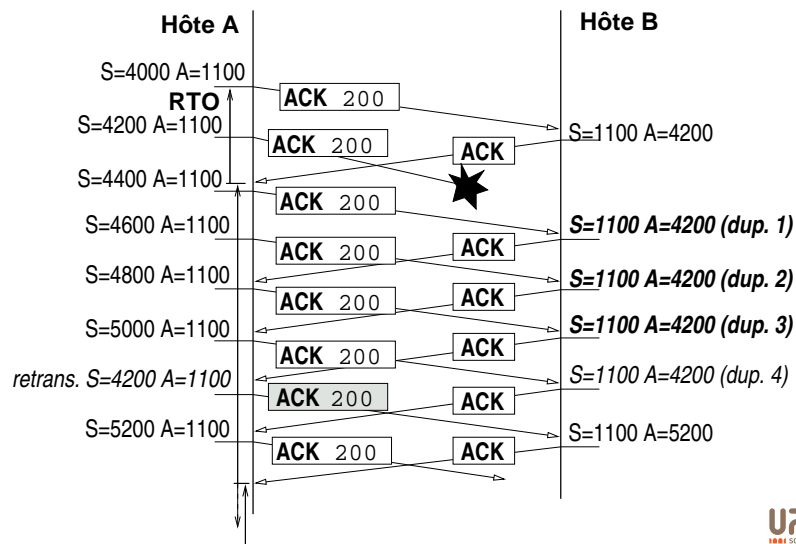 Hôte A
Hôte B
S=4000 A=1100
ACK 200
RTO
S=4200 A=1100
ACK 200
ACK
S=1100 A=4200
S=4400 A=1100
ACK 200
S=4600 A=1100
ACK
S=1100 A=4200 (dup. 1)
ACK 200
S=4800 A=1100
ACK
S=1100 A=4200 (dup. 2)
ACK 200
S=5000 A=1100
ACK
S=1100 A=4200 (dup. 3)
ACK 200
retrans. S=4200 A=1100
ACK 200
ACK
S=1100 A=4200 (dup. 4)
S=5200 A=1100
ACK 200
ACK
S=1100 A=5200